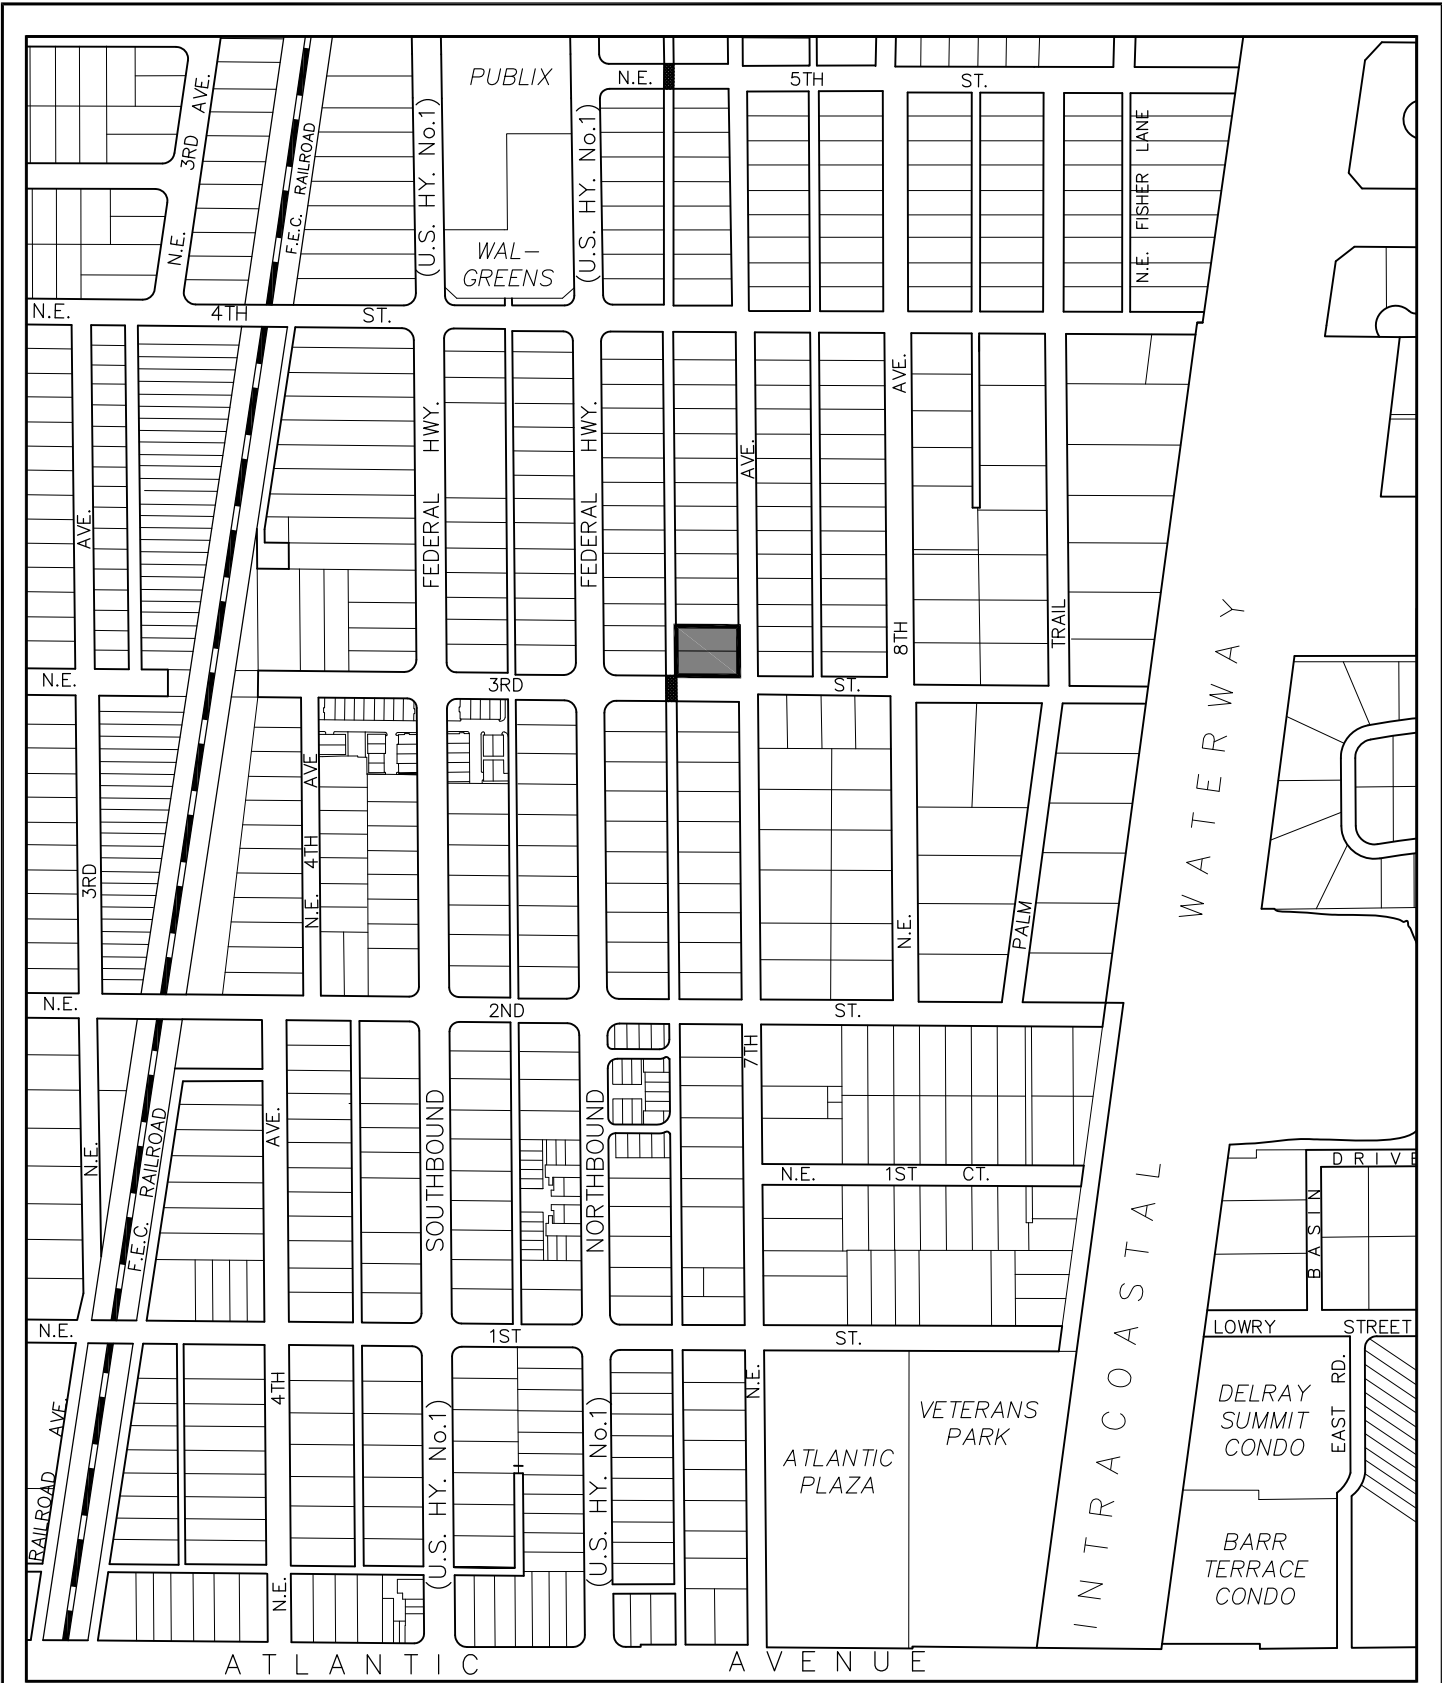 PUBLIX
N.E.
5TH
ST.
N.E. 3RD AVE.
F.E.C. RAILROAD
(U.S. HY. No.1)
(U.S. HY. No.1)
N.E. FISHER LANE
WAL-
GREENS
N.E.
4TH
ST.
AVE.
FEDERAL HWY.
FEDERAL HWY.
AVE.
AVE.
8TH
TRAIL
N.E.
3RD
ST.
WATERWAY
3RD
N.E. 4TH AVE
N.E.
PALM
N.E.
2ND
ST.
7TH
N.E.
F.E.C. RAILROAD
AVE.
SOUTHBOUND
NORTHBOUND
N.E.
1ST
CT.
DRIVE
BASIN
INTRACOASTAL
N.E.
1ST
ST.
LOWRY
STREET
RAILROAD AVE.
4TH
N.E.
(U.S. HY. No.1)
(U.S. HY. No.1)
N.E.
VETERANS
PARK
ATLANTIC
PLAZA
DELRAY
SUMMIT
CONDO
EAST RD.
BARR
TERRACE
CONDO
ATLANTIC
AVENUE